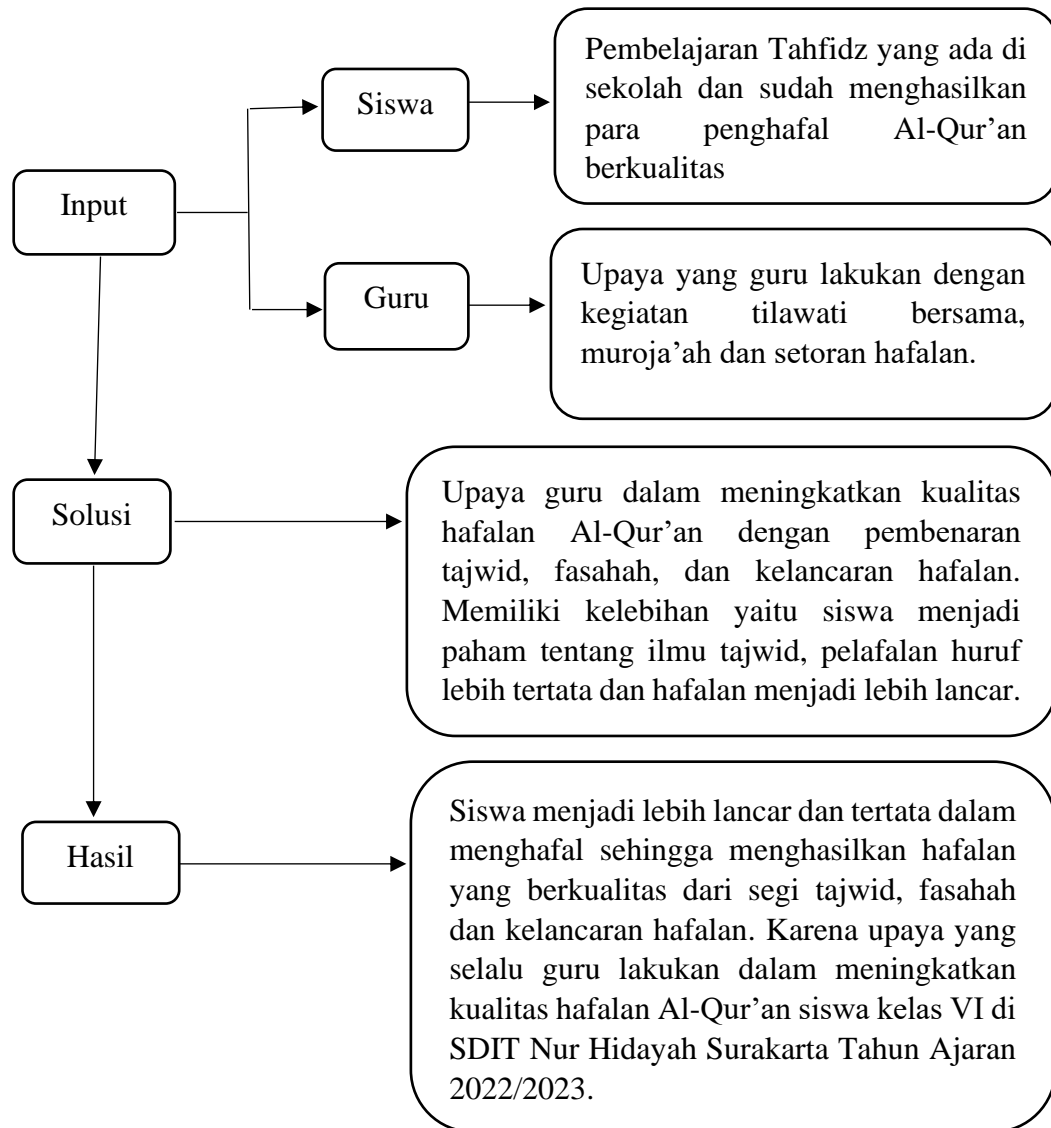 Siswa
Pembelajaran Tahfidz yang ada di
sekolah dan sudah menghasilkan
para penghafal Al-Qur’an
berkualitas
Input
Guru
Upaya yang guru lakukan dengan
kegiatan tilawati bersama,
muroja’ah dan setoran hafalan.
Solusi
Upaya guru dalam meningkatkan kualitas
hafalan Al-Qur’an dengan pembenaran
tajwid, fasahah, dan kelancaran hafalan.
Memiliki kelebihan yaitu siswa menjadi
paham tentang ilmu tajwid, pelafalan huruf
lebih tertata dan hafalan menjadi lebih lancar.
Hasil
Siswa menjadi lebih lancar dan tertata dalam
menghafal sehingga menghasilkan hafalan
yang berkualitas dari segi tajwid, fasahah
dan kelancaran hafalan. Karena upaya yang
selalu guru lakukan dalam meningkatkan
kualitas hafalan Al-Qur’an siswa kelas VI di
SDIT Nur Hidayah Surakarta Tahun Ajaran
2022/2023.